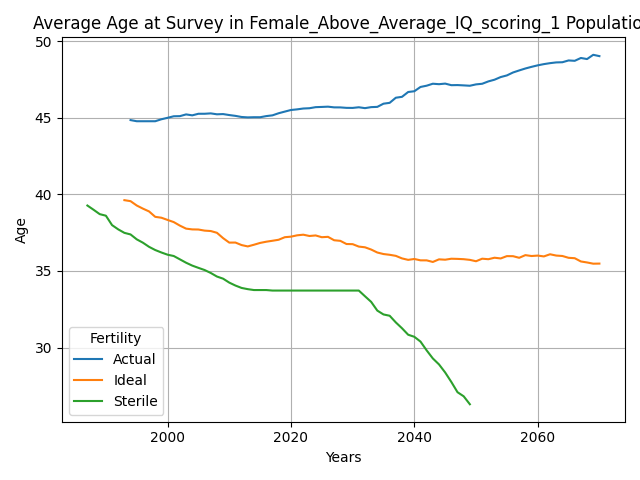 Average Age at Survey in Female_Above_Average_IQ_scoring_1 Populatio
50
45
40
35
30
Age
Fertility
Actual
Ideal
Sterile
2000 2020 2040 2060
Years